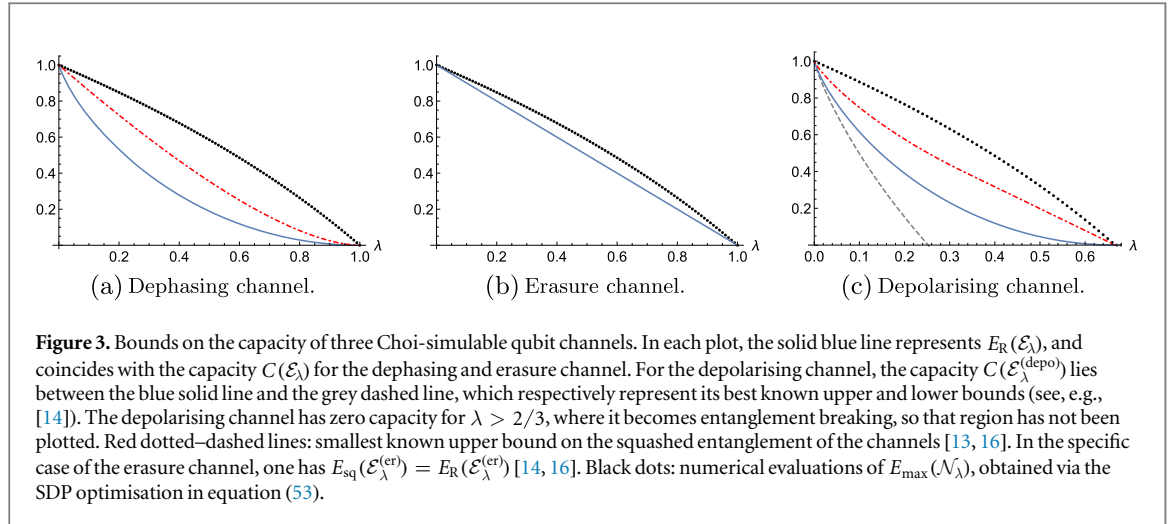 1.0
0.8
0.6
0.4
0.2
0.2 0.4 0.6 0.8 1.0
λ
(a) Dephasing channel.
1.0
0.8
0.6
0.4
0.2
0.2 0.4 0.6 0.8 1.0
λ
(b) Erasure channel.
1.0
0.8
0.6
0.4
0.2
0.0 0.1 0.2 0.3 0.4 0.5 0.6
λ
(c) Depolarising channel.
Figure 3. Bounds on the capacity of three Choi-simulable qubit channels. In each plot, the solid blue line represents E_R(ℰ_λ), and
coincides with the capacity C(ℰ_λ) for the dephasing and erasure channel. For the depolarising channel, the capacity C(ℰ_λ^(depo)) lies
between the blue solid line and the grey dashed line, which respectively represent its best known upper and lower bounds (see, e.g.,
[14]). The depolarising channel has zero capacity for λ > 2/3, where it becomes entanglement breaking, so that region has not been
plotted. Red dotted–dashed lines: smallest known upper bound on the squashed entanglement of the channels [13, 16]. In the specific
case of the erasure channel, one has E_sq(ℰ_λ^(er)) = E_R(ℰ_λ^(er)) [14, 16]. Black dots: numerical evaluations of E_max(𝒩_λ), obtained via the
SDP optimisation in equation (53).